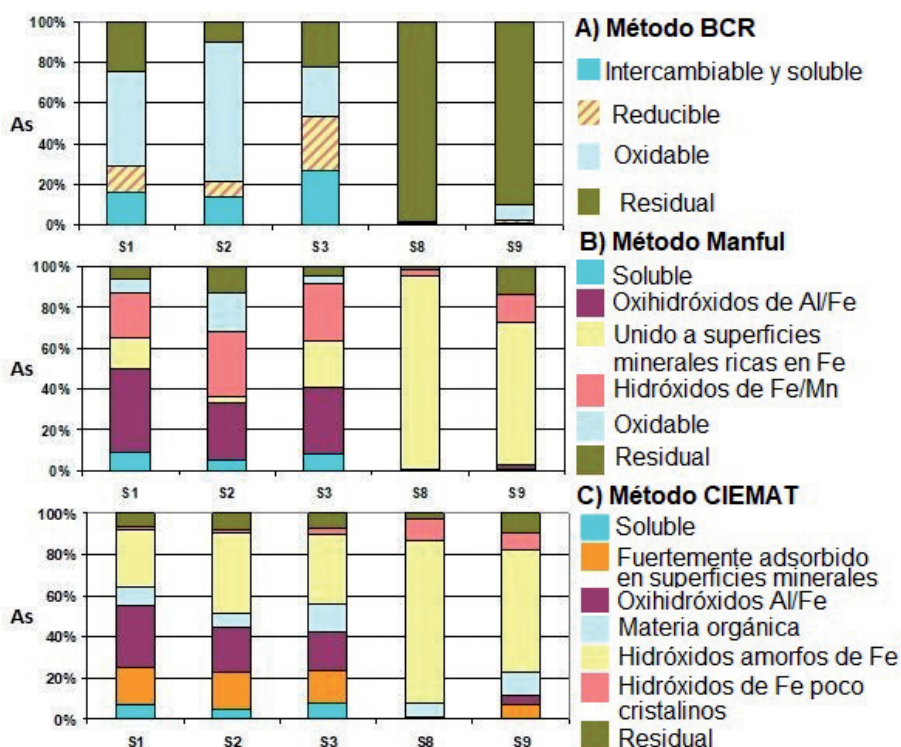 100%
80%
60%
As
40%
20%
0%
S1 S2 S3 S8 S9
A) Método BCR
Intercambiable y soluble
Reducible
Oxidable
Residual
100%
80%
60%
As
40%
20%
0%
S1 S2 S3 S8 S9
B) Método Manful
Soluble
Oxihidróxidos de Al/Fe
Unido a superficies
minerales ricas en Fe
Hidróxidos de Fe/Mn
Oxidable
Residual
100%
80%
As
60%
40%
20%
0%
S1 S2 S3 S8 S9
C) Método CIEMAT
Soluble
Fuertemente adsorbido
en superficies minerales
Oxihidróxidos Al/Fe
Materia orgánica
Hidróxidos amorfos de Fe
Hidróxidos de Fe poco
cristalinos
Residual